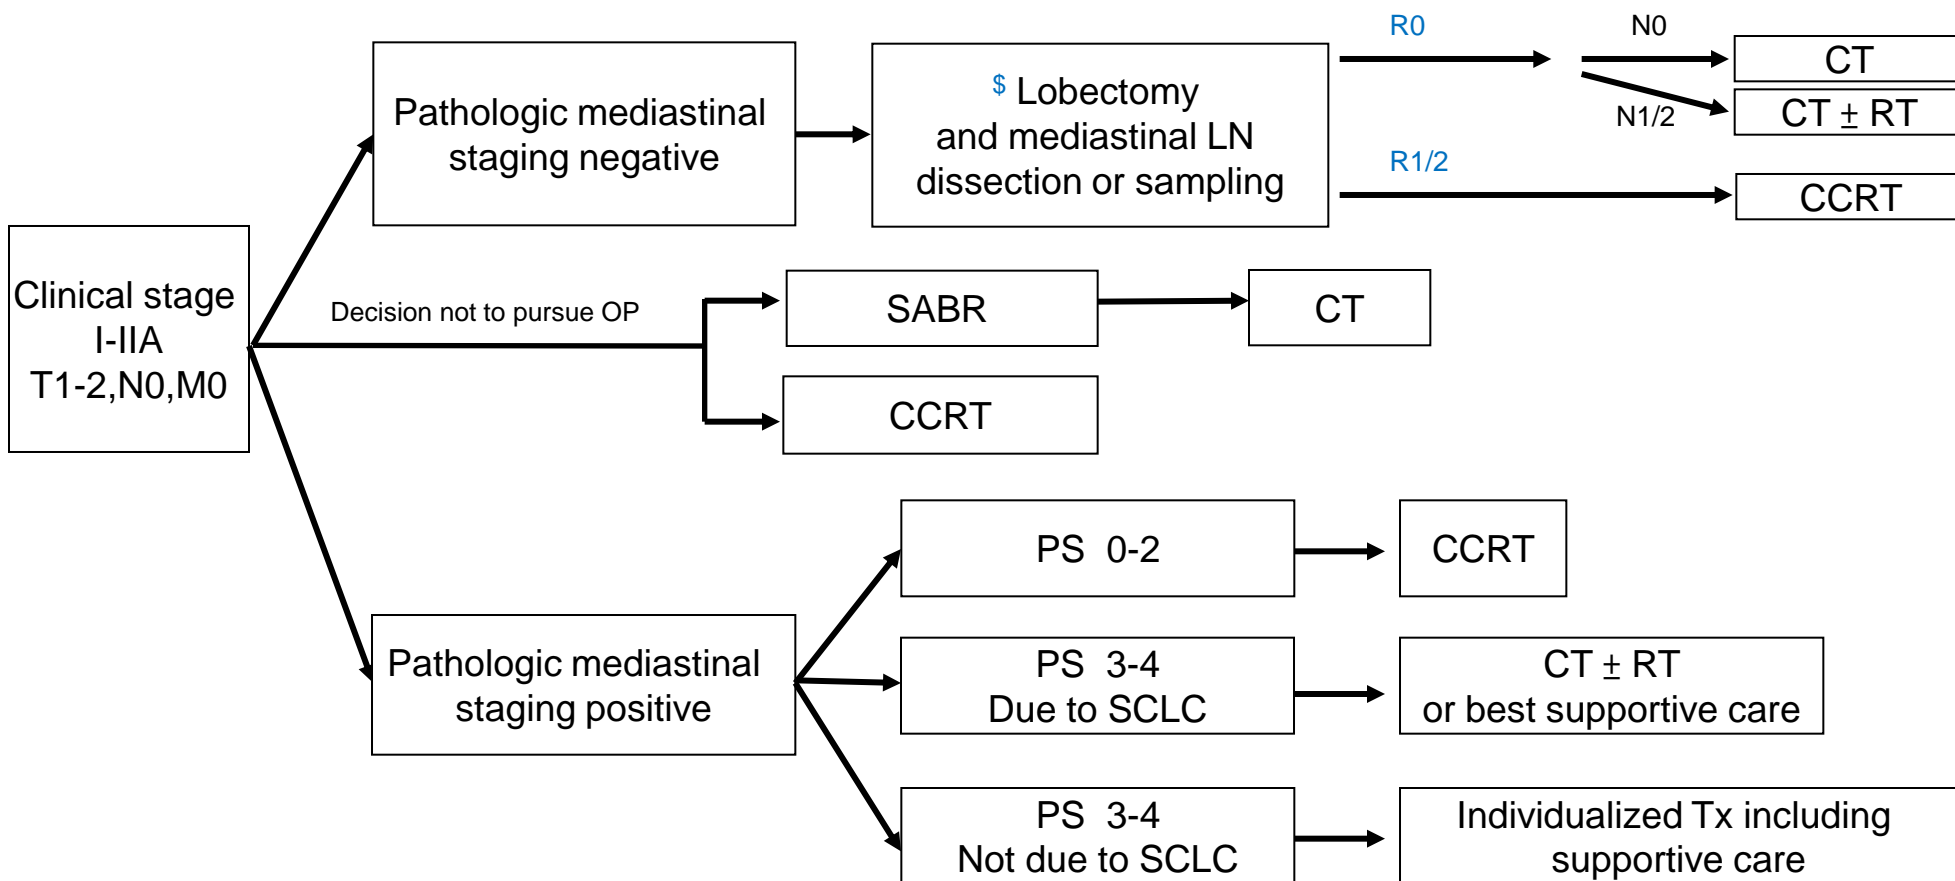 Clinical stage
I-IIA
T1-2,N0,M0
Pathologic mediastinal
staging negative
$ Lobectomy
and mediastinal LN
dissection or sampling
R0
N0
CT
N1/2
CT ± RT
R1/2
CCRT
Decision not to pursue OP
SABR
CT
CCRT
Pathologic mediastinal
staging positive
PS 0-2
CCRT
PS 3-4
Due to SCLC
CT ± RT
or best supportive care
PS 3-4
Not due to SCLC
Individualized Tx including
supportive care